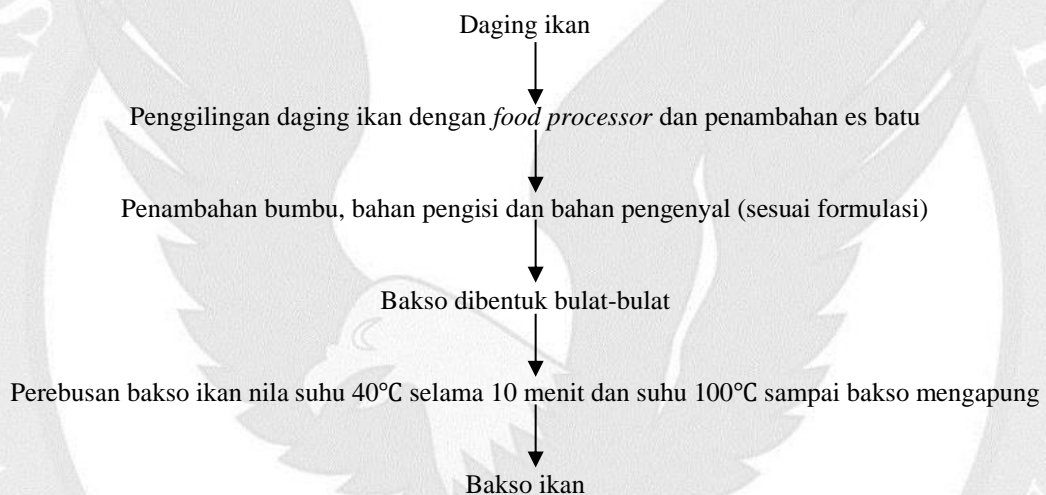 Daging ikan
Penggilingan daging ikan dengan food processor dan penambahan es batu
Penambahan bumbu, bahan pengisi dan bahan pengenyal (sesuai formulasi)
Bakso dibentuk bulat-bulat
Perebusan bakso ikan nila suhu 40℃ selama 10 menit dan suhu 100℃ sampai bakso mengapung
Bakso ikan